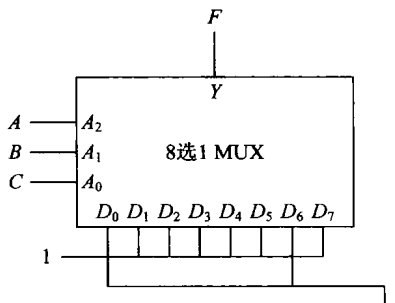 F
Y
A A₂
B A₁ 8选1 MUX
C A₀
D₀ D₁ D₂ D₃ D₄ D₅ D₆ D₇
1